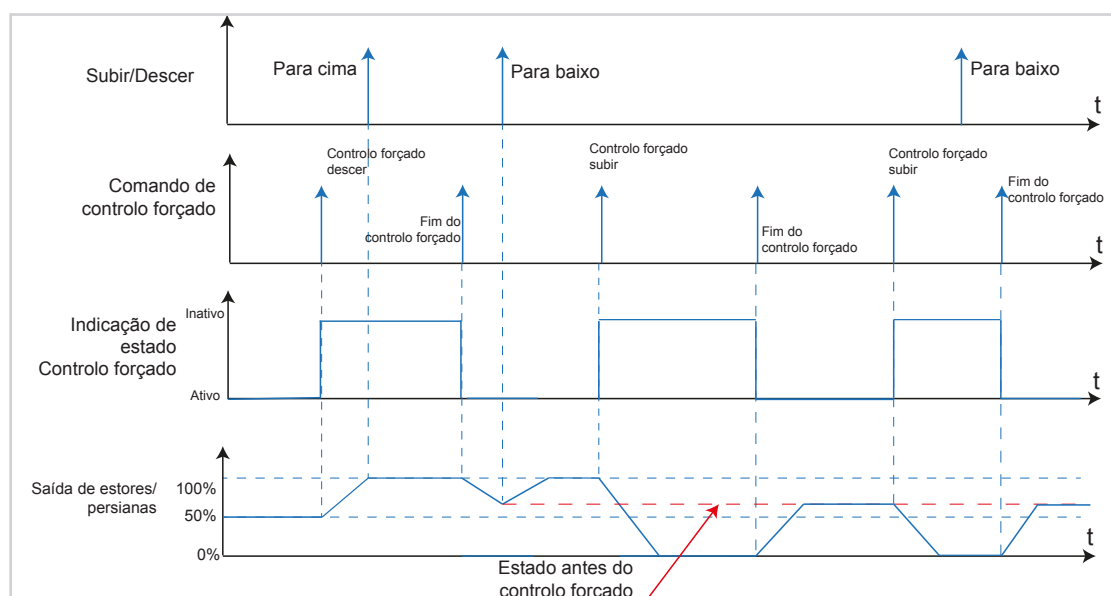 Subir/Descer
Para cima
Para baixo
Para baixo
t
Comando de
controlo forçado
Controlo forçado
descer
Fim do
controlo forçado
Controlo forçado
subir
Fim do
controlo forçado
Controlo forçado
subir
Fim do
controlo forçado
t
Indicação de
estado
Controlo forçado
Inativo
Ativo
t
Saída de estores/
persianas
100%
50%
0%
t
Estado antes do
controlo forçado